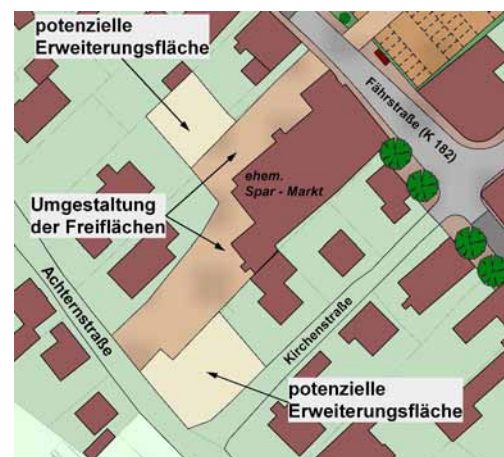 potenzielle
Erweiterungsfläche
Fährstraße (K 182)
ehem.
Spar - Markt
Umgestaltung
der Freiflächen
Achternstraße
Kirchenstraße
potenzielle
Erweiterungsfläche